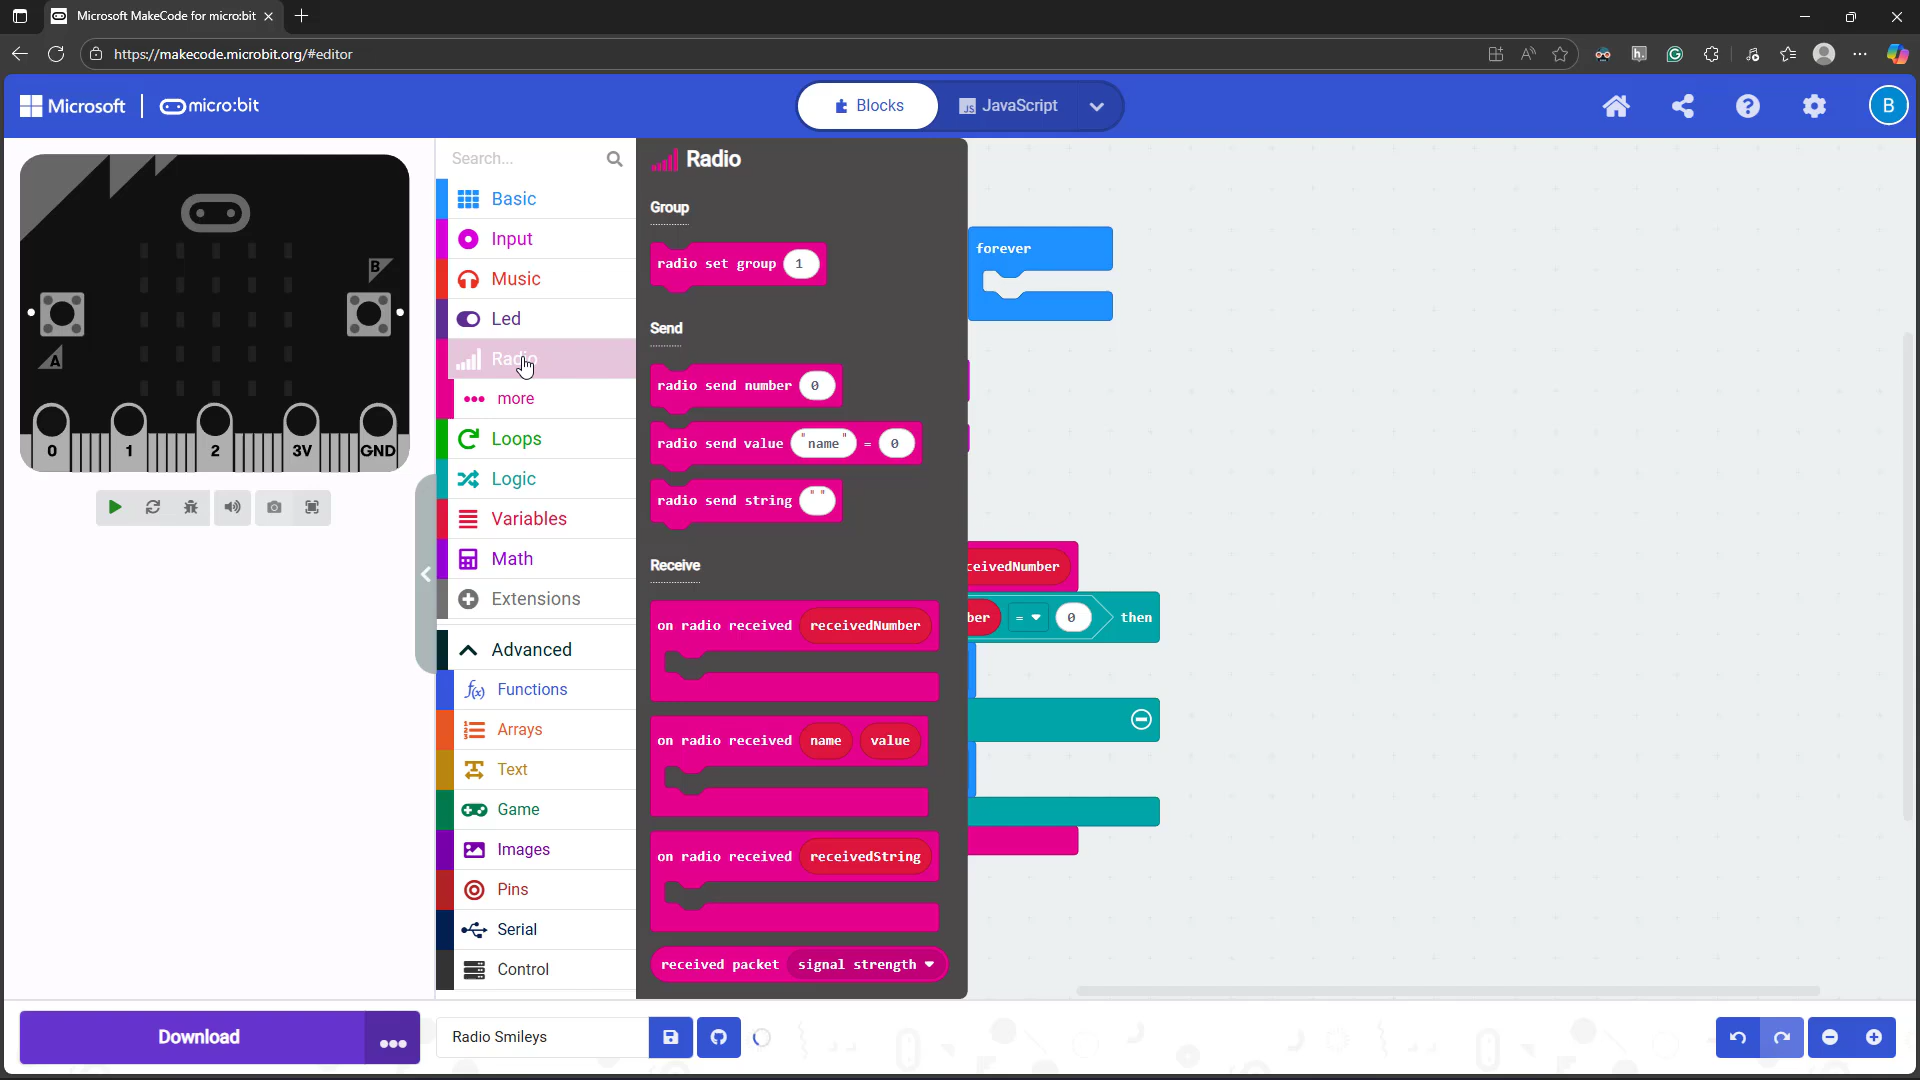 Microsoft MakeCode for micro:bit
https://makecode.microbit.org/#editor
Microsoft
micro:bit
Blocks
JS JavaScript
B
B
A
0 1 2 3V GND
Search...
Basic
Input
Music
Led
Radio
more
Loops
Logic
Variables
Math
Extensions
Advanced
Functions
Arrays
Text
Game
Images
Pins
Serial
Control
Radio
Group
radio set group 1
Send
radio send number 0
radio send value "name" = 0
radio send string " "
Receive
on radio received receivedNumber
on radio received name value
on radio received receivedString
received packet signal strength
forever
ceivedNumber
ber = 0 then
Download
Radio Smileys